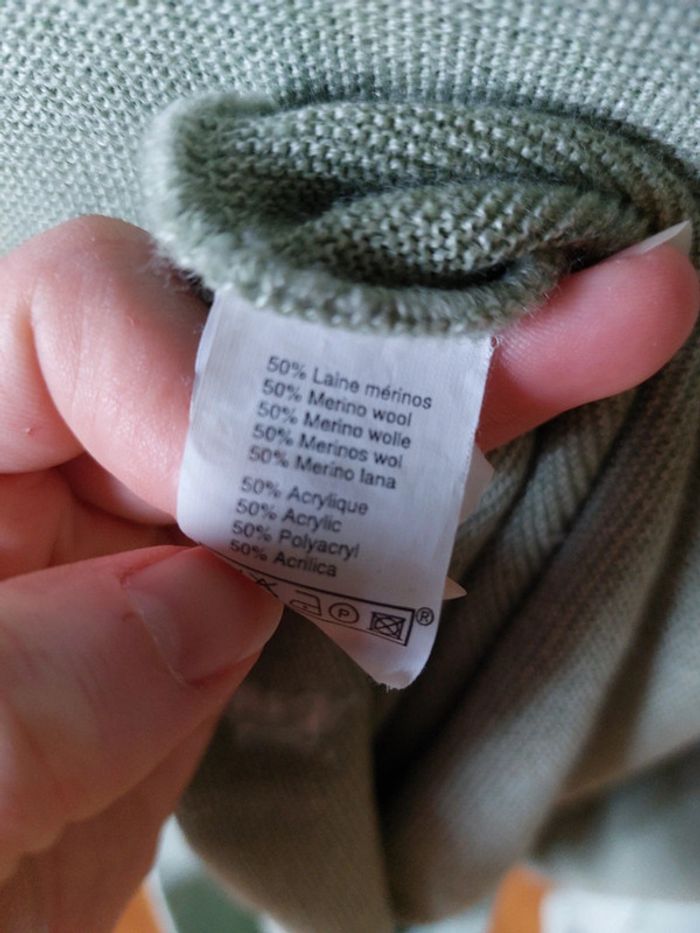 50% Laine mérinos
50% Merino wool
50% Merino wolle
50% Merinos wol
50% Merino lana
50% Acrylique
50% Acrylic
50% Polyacryl
50% Acrilica
P
®